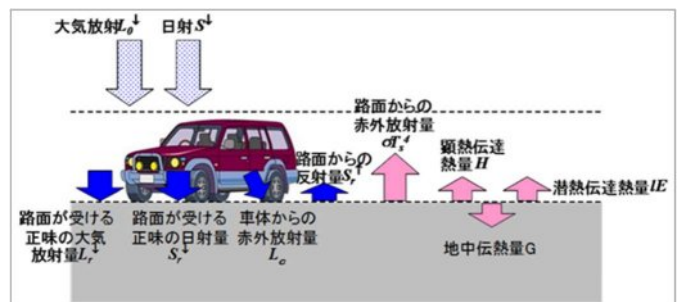 大気放射L₀↓
日射S↓
路面からの
赤外放射量
σTₛ⁴
路面からの
反射量Sᵣ↑
顕熱伝達
熱量H
潜熱伝達熱量lE
路面が受ける
正味の大気
放射量Lᵣ↓
路面が受ける
正味の日射量
Sᵣ↓
車体からの
赤外放射量
L꜀
地中伝熱量G